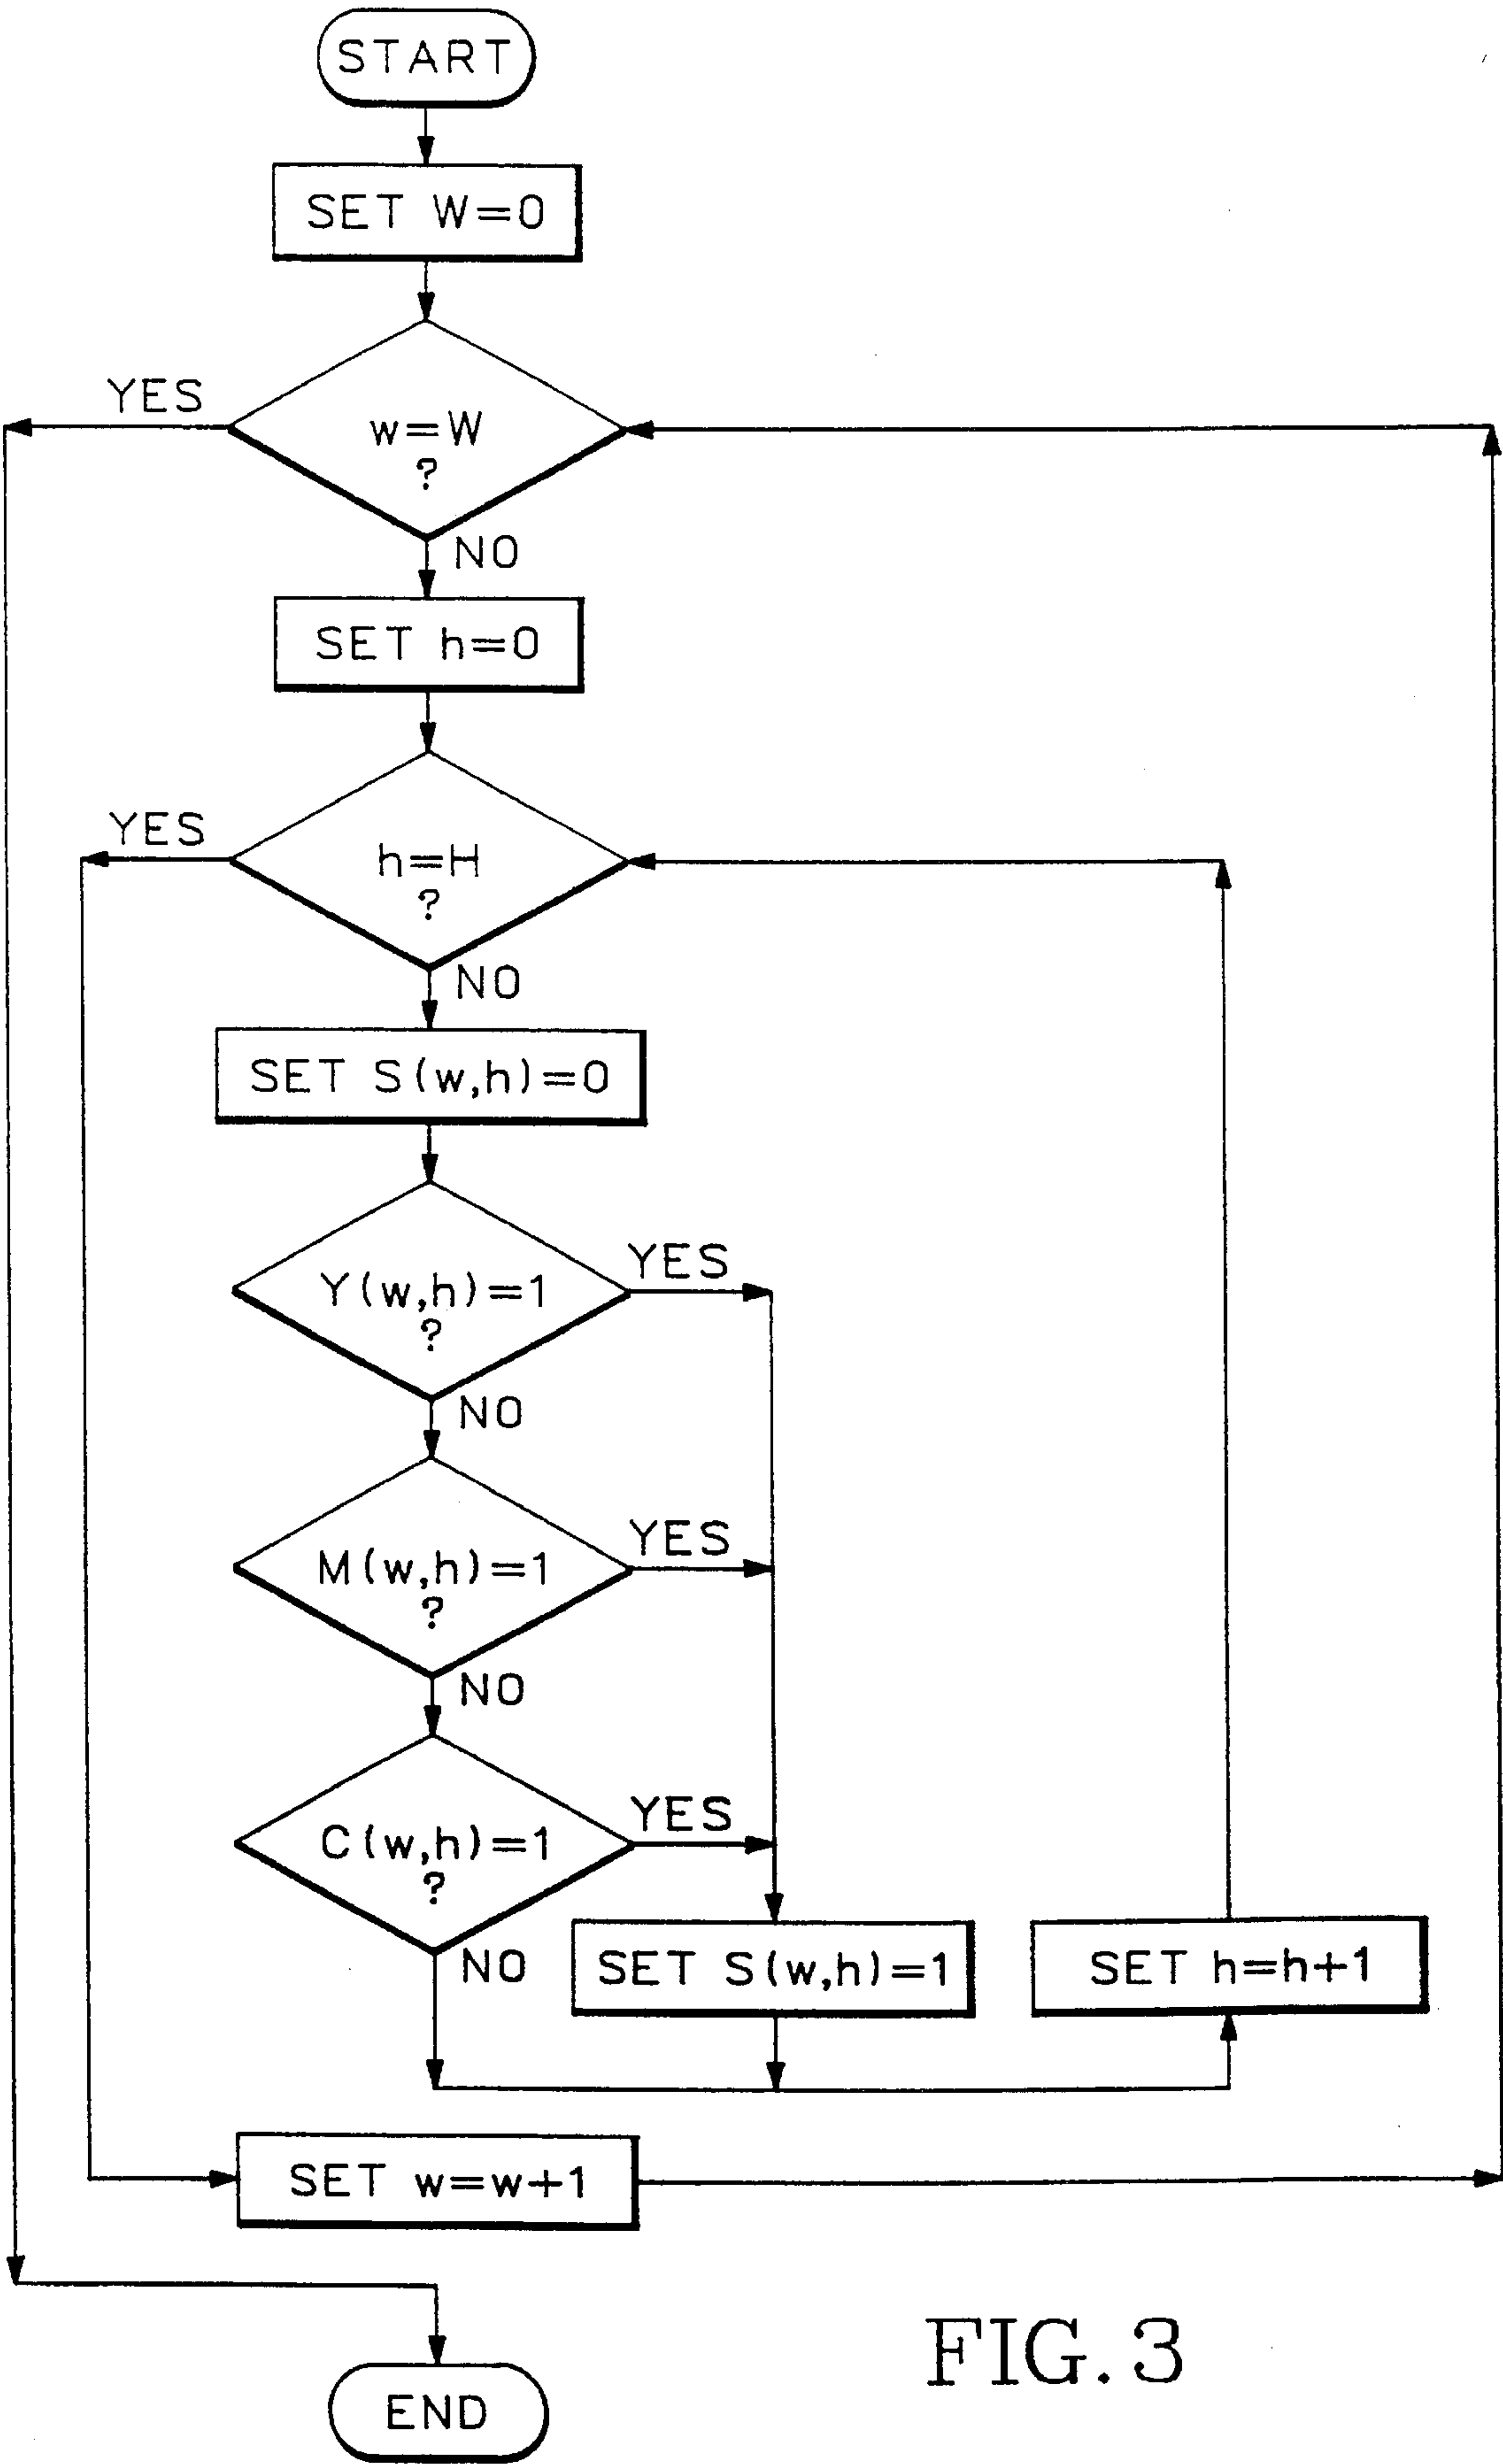 START
SET W=0
YES
w=W
?
NO
SET h=0
YES
h=H
?
NO
SET S(w,h)=0
YES
Y(w,h)=1
?
NO
YES
M(w,h)=1
?
NO
YES
C(w,h)=1
?
NO
SET S(w,h)=1
SET h=h+1
SET w=w+1
FIG. 3
END